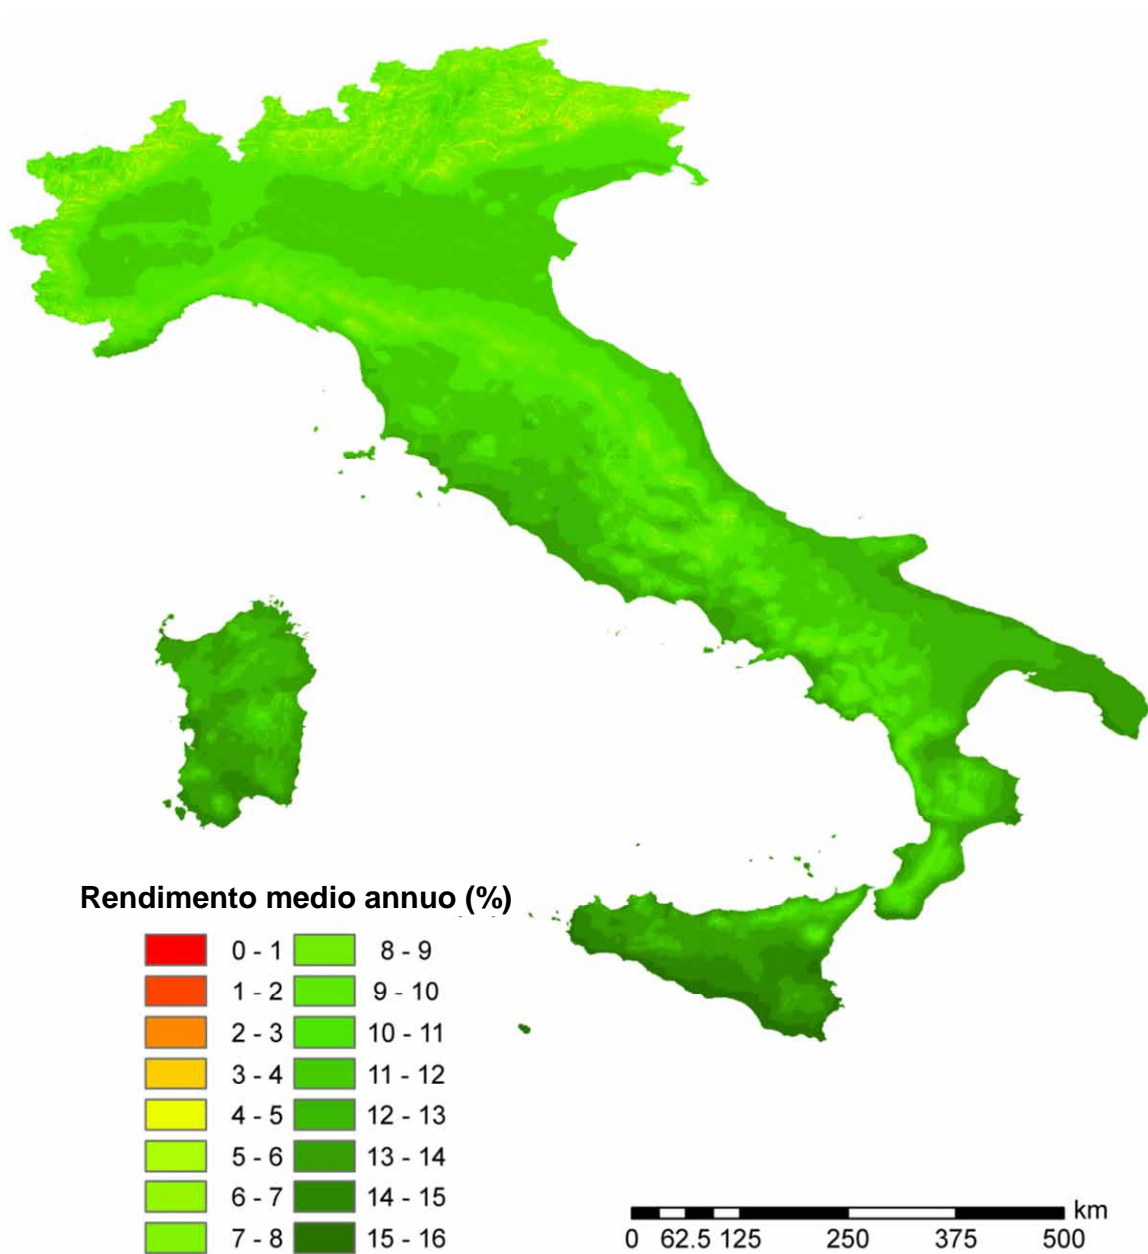 Rendimento medio annuo (%)
0 - 1 8 - 9
1 - 2 9 - 10
2 - 3 10 - 11
3 - 4 11 - 12
4 - 5 12 - 13
5 - 6 13 - 14
6 - 7 14 - 15
7 - 8 15 - 16
km
0 62.5 125 250 375 500